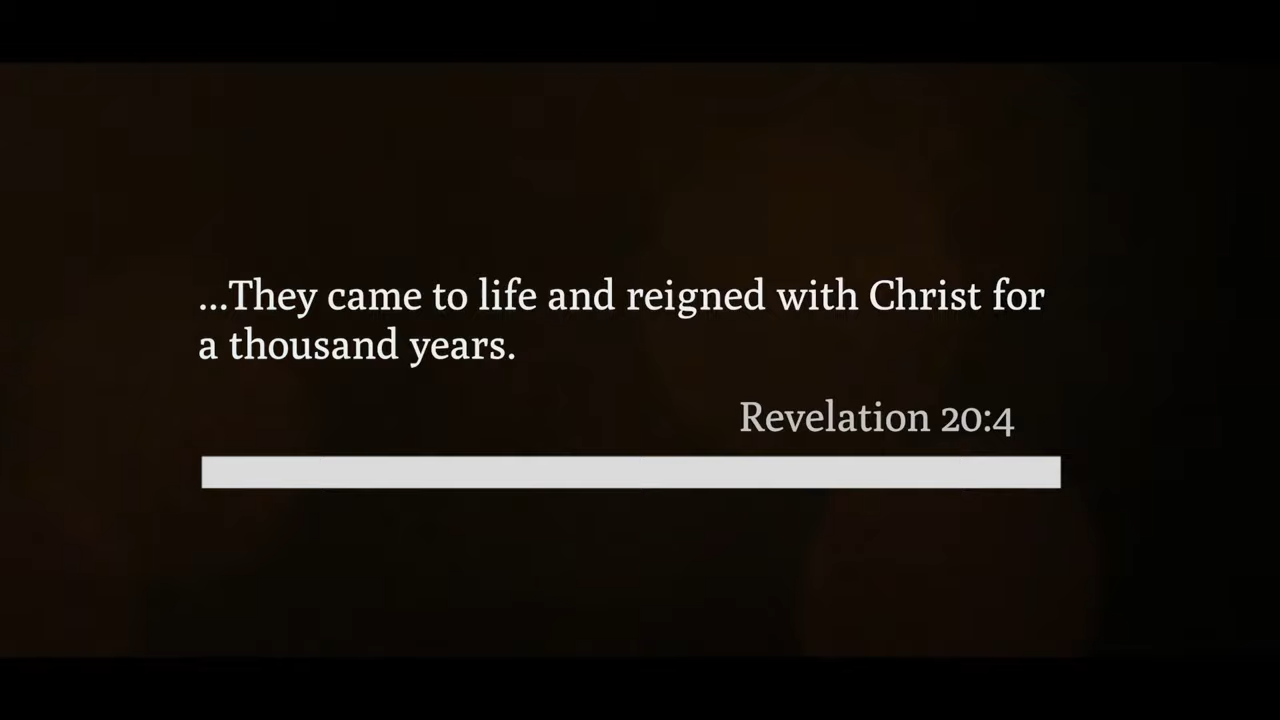 ...They came to life and reigned with Christ for
a thousand years.
Revelation 20:4